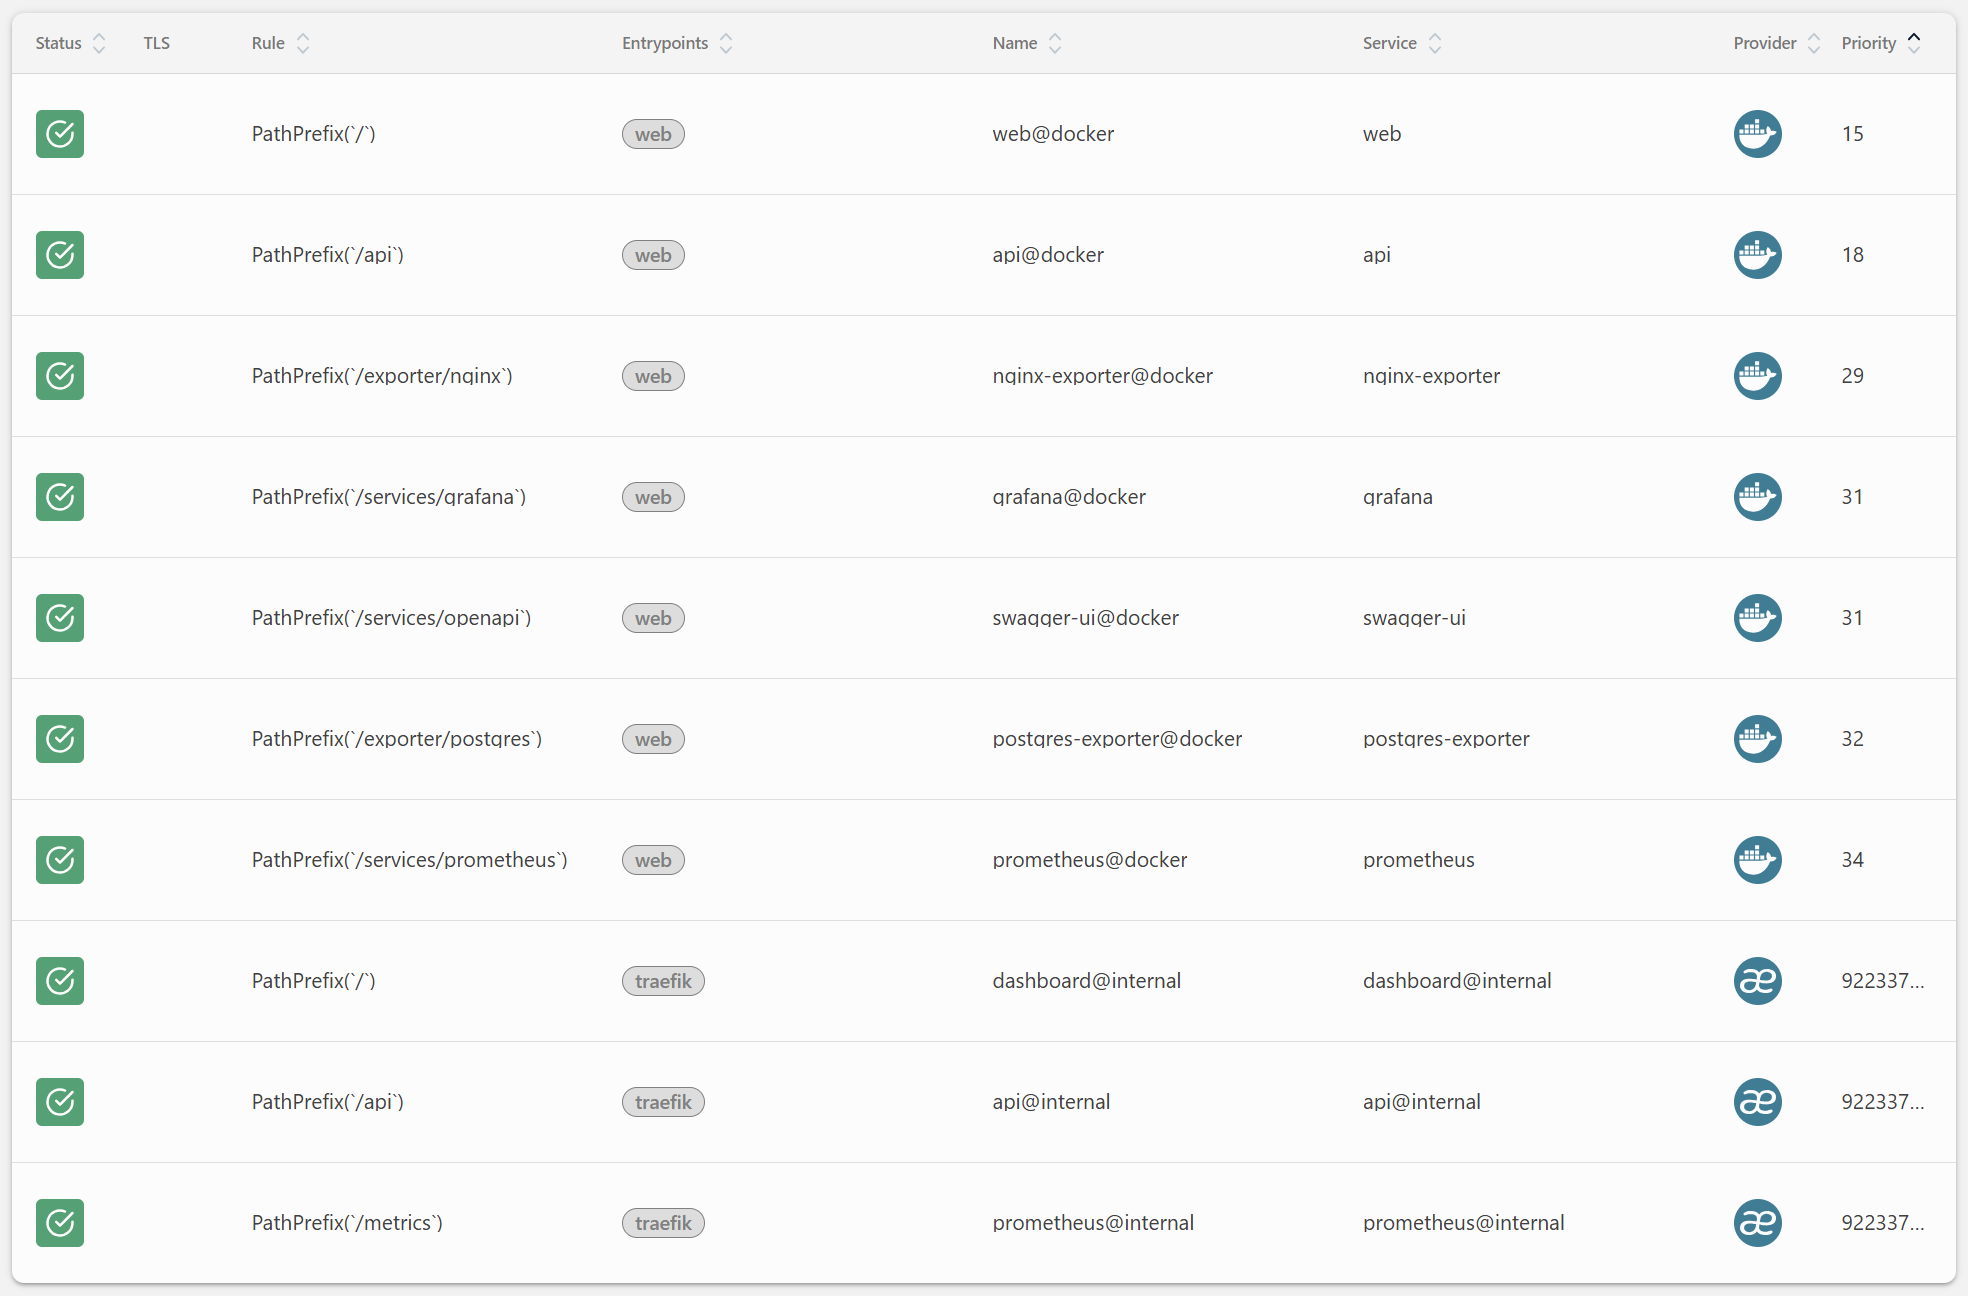 Status TLS Rule Entrypoints Name Service Provider Priority
PathPrefix(`/`) web web@docker web 15
PathPrefix(`/api`) web api@docker api 18
PathPrefix(`/exporter/nginx`) web nginx-exporter@docker nginx-exporter 29
PathPrefix(`/services/grafana`) web grafana@docker grafana 31
PathPrefix(`/services/openapi`) web swagger-ui@docker swagger-ui 31
PathPrefix(`/exporter/postgres`) web postgres-exporter@docker postgres-exporter 32
PathPrefix(`/services/prometheus`) web prometheus@docker prometheus 34
PathPrefix(`/`) traefik dashboard@internal dashboard@internal æ 922337...
PathPrefix(`/api`) traefik api@internal api@internal æ 922337...
PathPrefix(`/metrics`) traefik prometheus@internal prometheus@internal æ 922337...